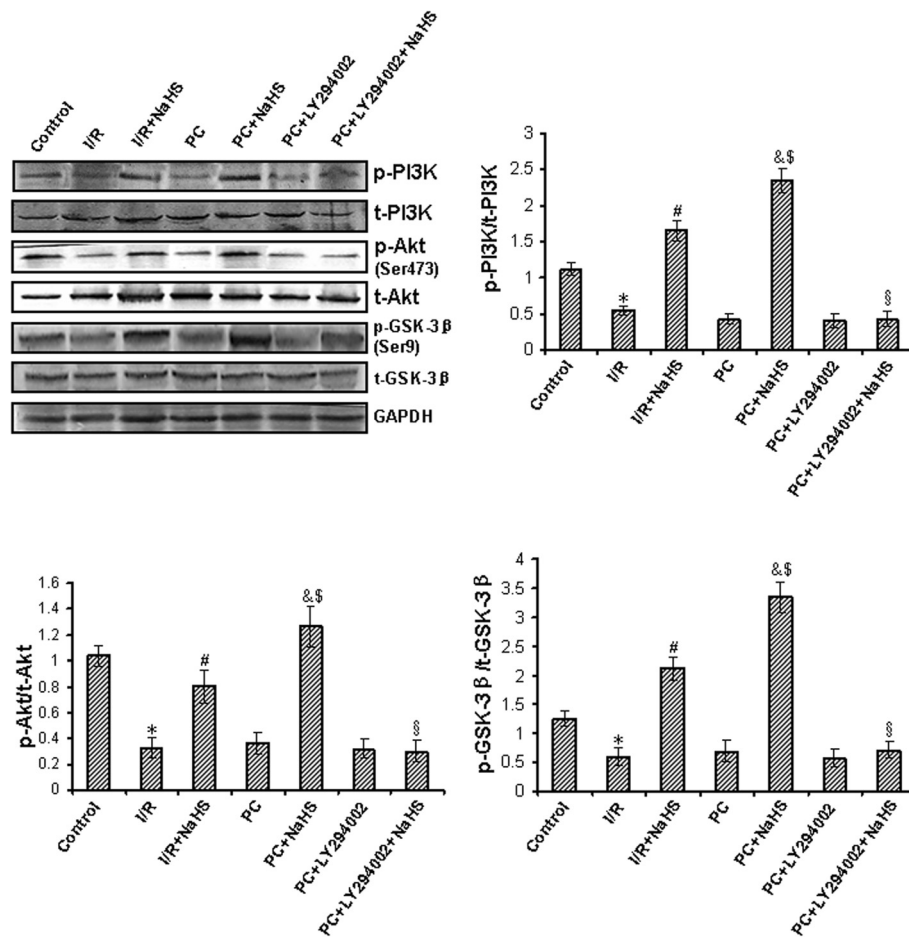 Control
I/R
I/R+NaHS
PC
PC+NaHS
PC+LY294002
PC+LY294002+NaHS
p-PI3K
t-PI3K
p-Akt
(Ser473)
t-Akt
p-GSK-3β
(Ser9)
t-GSK-3β
GAPDH
p-PI3K/t-PI3K
3
2.5
2
1.5
1
0.5
0
*
#
&$
§
Control
I/R
I/R+NaHS
PC
PC+NaHS
PC+LY294002
PC+LY294002+NaHS
p-Akt/t-Akt
1.6
1.4
1.2
1
0.8
0.6
0.4
0.2
0
*
#
&$
§
Control
I/R
I/R+NaHS
PC
PC+NaHS
PC+LY294002
PC+LY294002+NaHS
p-GSK-3β/t-GSK-3β
4
3.5
3
2.5
2
1.5
1
0.5
0
*
#
&$
§
Control
I/R
I/R+NaHS
PC
PC+NaHS
PC+LY294002
PC+LY294002+NaHS